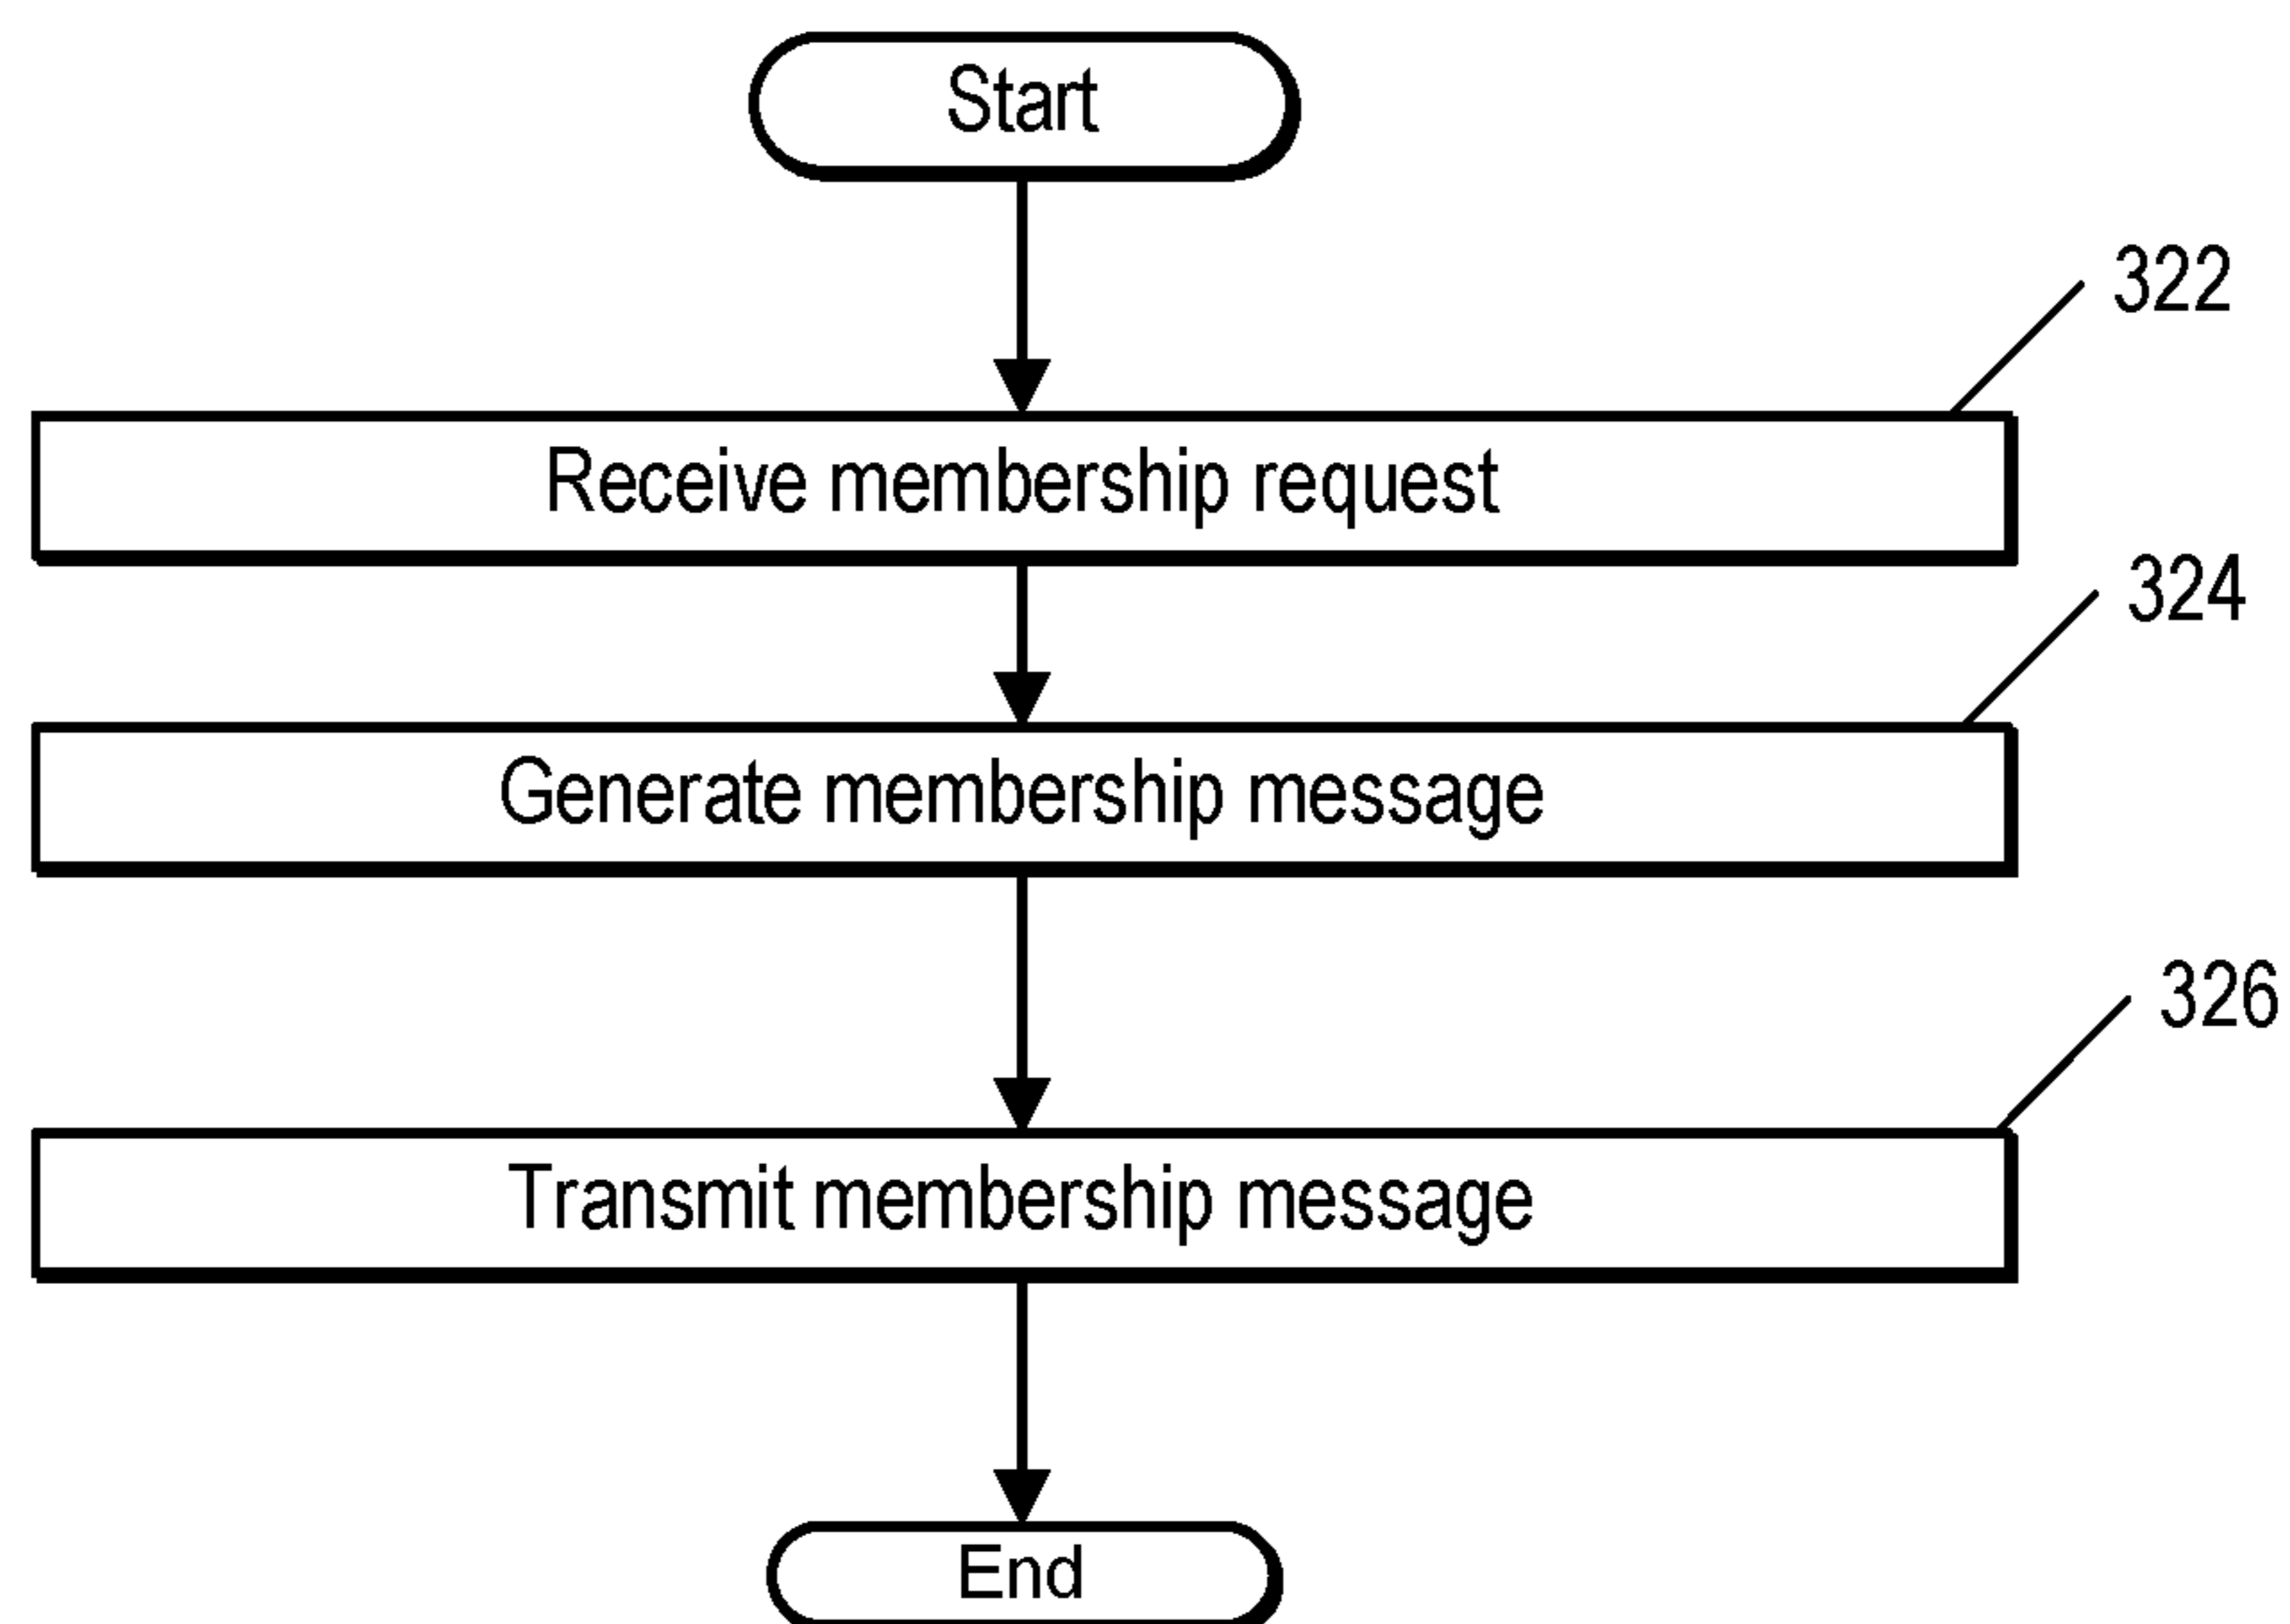 Start
322
Receive membership request
324
Generate membership message
326
Transmit membership message
End